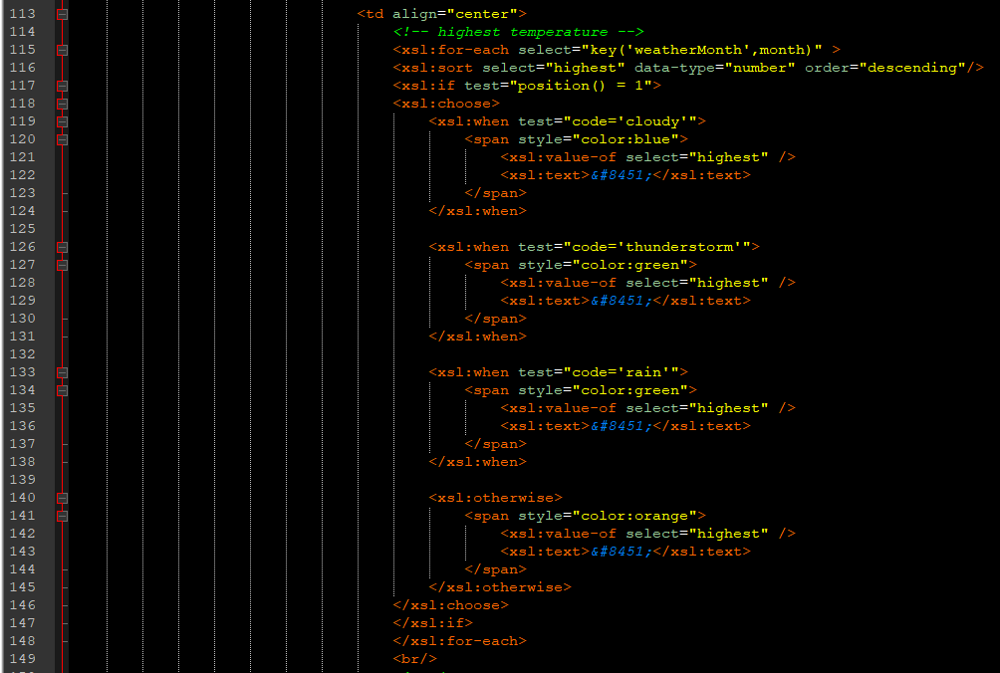 113 <td align="center">
114 <!-- highest temperature -->
115 <xsl:for-each select="key('weatherMonth',month)" >
116 <xsl:sort select="highest" data-type="number" order="descending"/>
117 <xsl:if test="position() = 1">
118 <xsl:choose>
119 <xsl:when test="code='cloudy'">
120 <span style="color:blue">
121 <xsl:value-of select="highest" />
122 <xsl:text>&#8451;</xsl:text>
123 </span>
124 </xsl:when>
125
126 <xsl:when test="code='thunderstorm'">
127 <span style="color:green">
128 <xsl:value-of select="highest" />
129 <xsl:text>&#8451;</xsl:text>
130 </span>
131 </xsl:when>
132
133 <xsl:when test="code='rain'">
134 <span style="color:green">
135 <xsl:value-of select="highest" />
136 <xsl:text>&#8451;</xsl:text>
137 </span>
138 </xsl:when>
139
140 <xsl:otherwise>
141 <span style="color:orange">
142 <xsl:value-of select="highest" />
143 <xsl:text>&#8451;</xsl:text>
144 </span>
145 </xsl:otherwise>
146 </xsl:choose>
147 </xsl:if>
148 </xsl:for-each>
149 <br/>